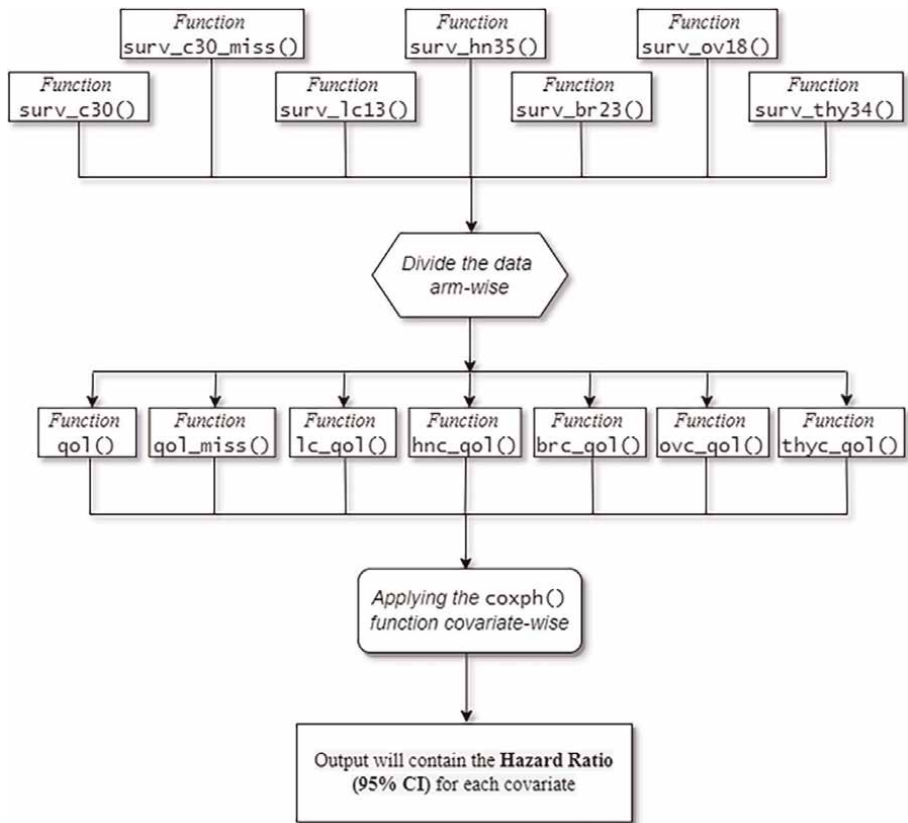 Function
surv_c30_miss()
Function
surv_hn35()
Function
surv_ov18()
Function
surv_c30()
Function
surv_lc13()
Function
surv_br23()
Function
surv_thy34()
Divide the data
arm-wise
Function
qol()
Function
qol_miss()
Function
lc_qol()
Function
hnc_qol()
Function
brc_qol()
Function
ovc_qol()
Function
thyc_qol()
Applying the coxph()
function covariate-wise
Output will contain the Hazard Ratio
(95% CI) for each covariate